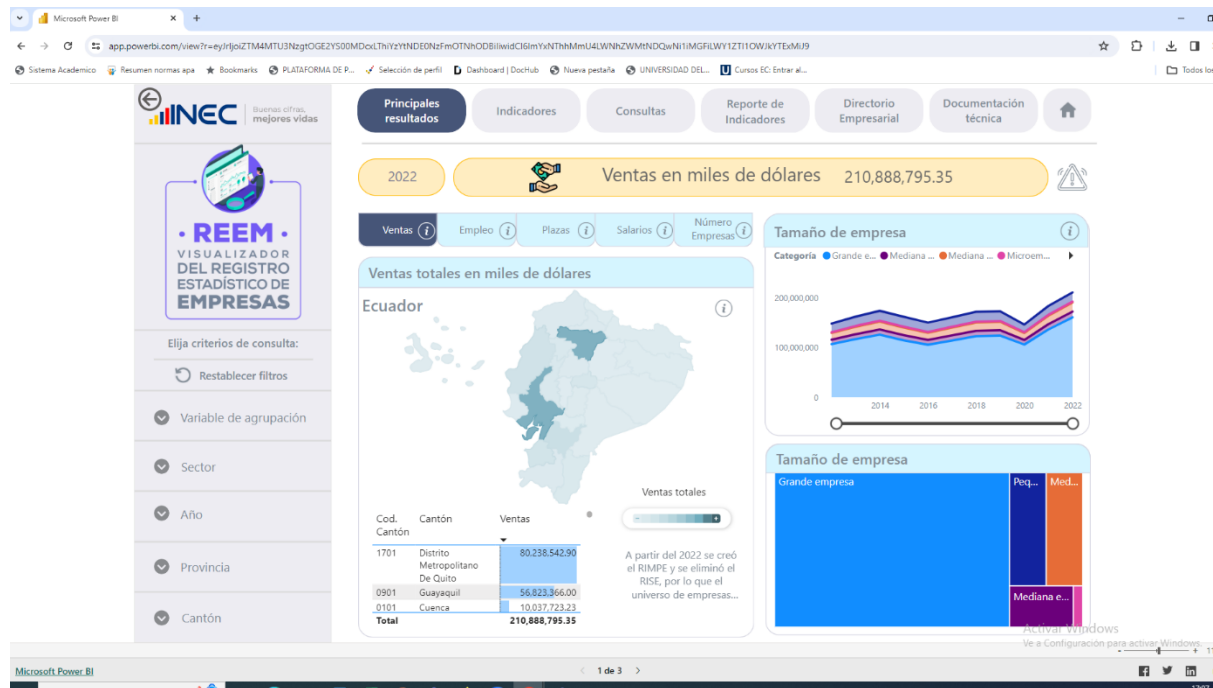 Microsoft Power BI
app.powerbi.com/view?r=
Sistema Academico
Resumen normas apa
Bookmarks
PLATAFORMA DE P...
Selección de perfil
Dashboard | DocHub
Nueva pestaña
UNIVERSIDAD DEL...
Cursos EC: Entrar al...
Todos los
INEC
Buenas cifras,
mejores vidas
Principales
resultados
Indicadores
Consultas
Reporte de
Indicadores
Directorio
Empresarial
Documentación
técnica
2022
Ventas en miles de dólares 210,888,795.35
· REEM ·
VISUALIZADOR
DEL REGISTRO
ESTADÍSTICO DE
EMPRESAS
Elija criterios de consulta:
Restablecer filtros
Variable de agrupación
Sector
Año
Provincia
Cantón
Ventas
Empleo
Plazas
Salarios
Número
Empresas
Ventas totales en miles de dólares
Ecuador
Ventas totales
- +
A partir del 2022 se creó
el RIMPE y se eliminó el
RISE, por lo que el
universo de empresas...
Cod. Cantón Ventas
Cantón
1701 Distrito 80.238.542.90
Metropolitano
De Quito
0901 Guayaquil 56.823.366.00
0101 Cuenca 10,037,723.23
Total 210,888,795.35
Tamaño de empresa
Categoría Grande e... Mediana ... Mediana ... Microem...
200,000,000
100,000,000
0
2014 2016 2018 2020 2022
Tamaño de empresa
Grande empresa
Peq...
Med...
Mediana e...
Activar Windows
Ve a Configuración para activar Windows.
Microsoft Power BI
1 de 3
17:07